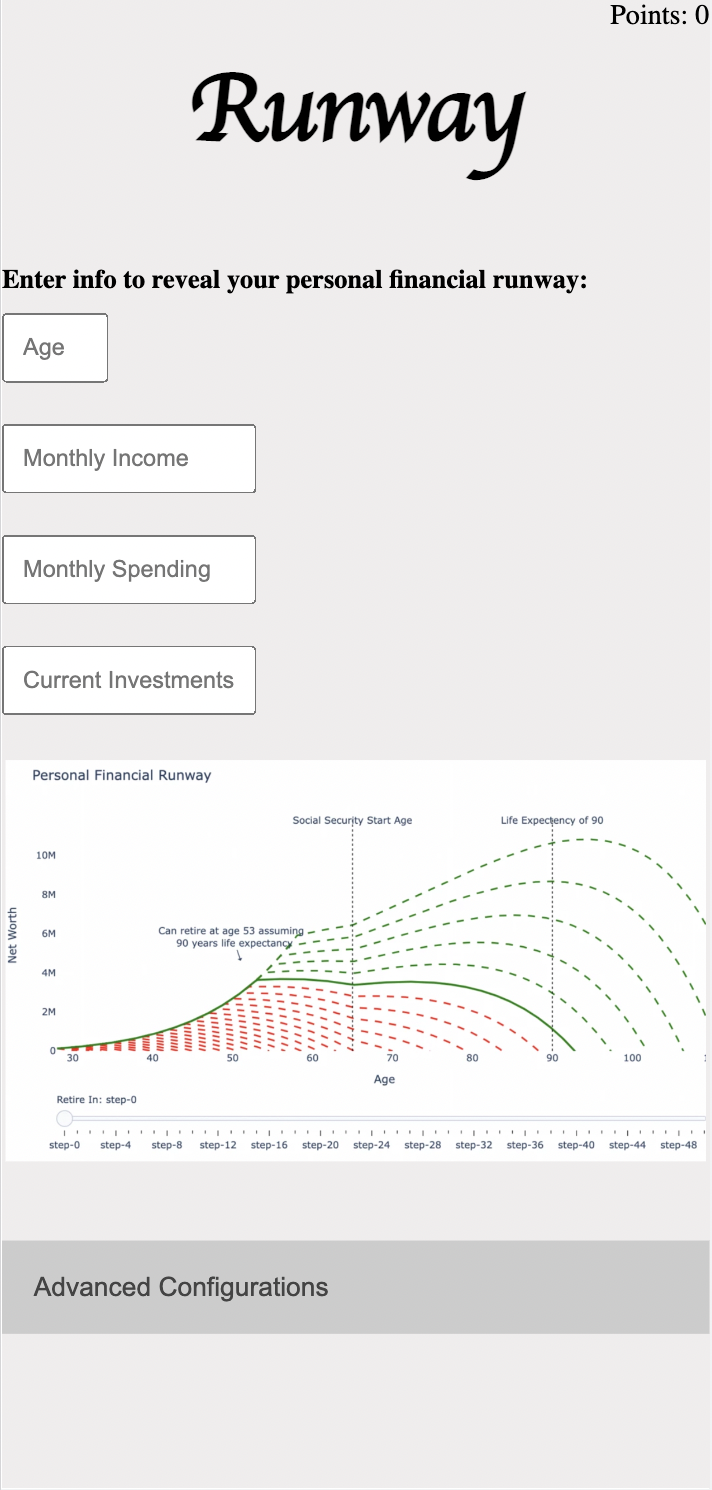 Points: 0
Runway
Enter info to reveal your personal financial runway:
Age
Monthly Income
Monthly Spending
Current Investments
Personal Financial Runway
Social Security Start Age
Life Expectency of 90
10M
8M
6M
4M
2M
0
Net Worth
Can retire at age 53 assuming
90 years life expectancy
30 40 50 60 70 80 90 100 1
Age
Retire In: step-0
step-0 step-4 step-8 step-12 step-16 step-20 step-24 step-28 step-32 step-36 step-40 step-44 step-48
Advanced Configurations